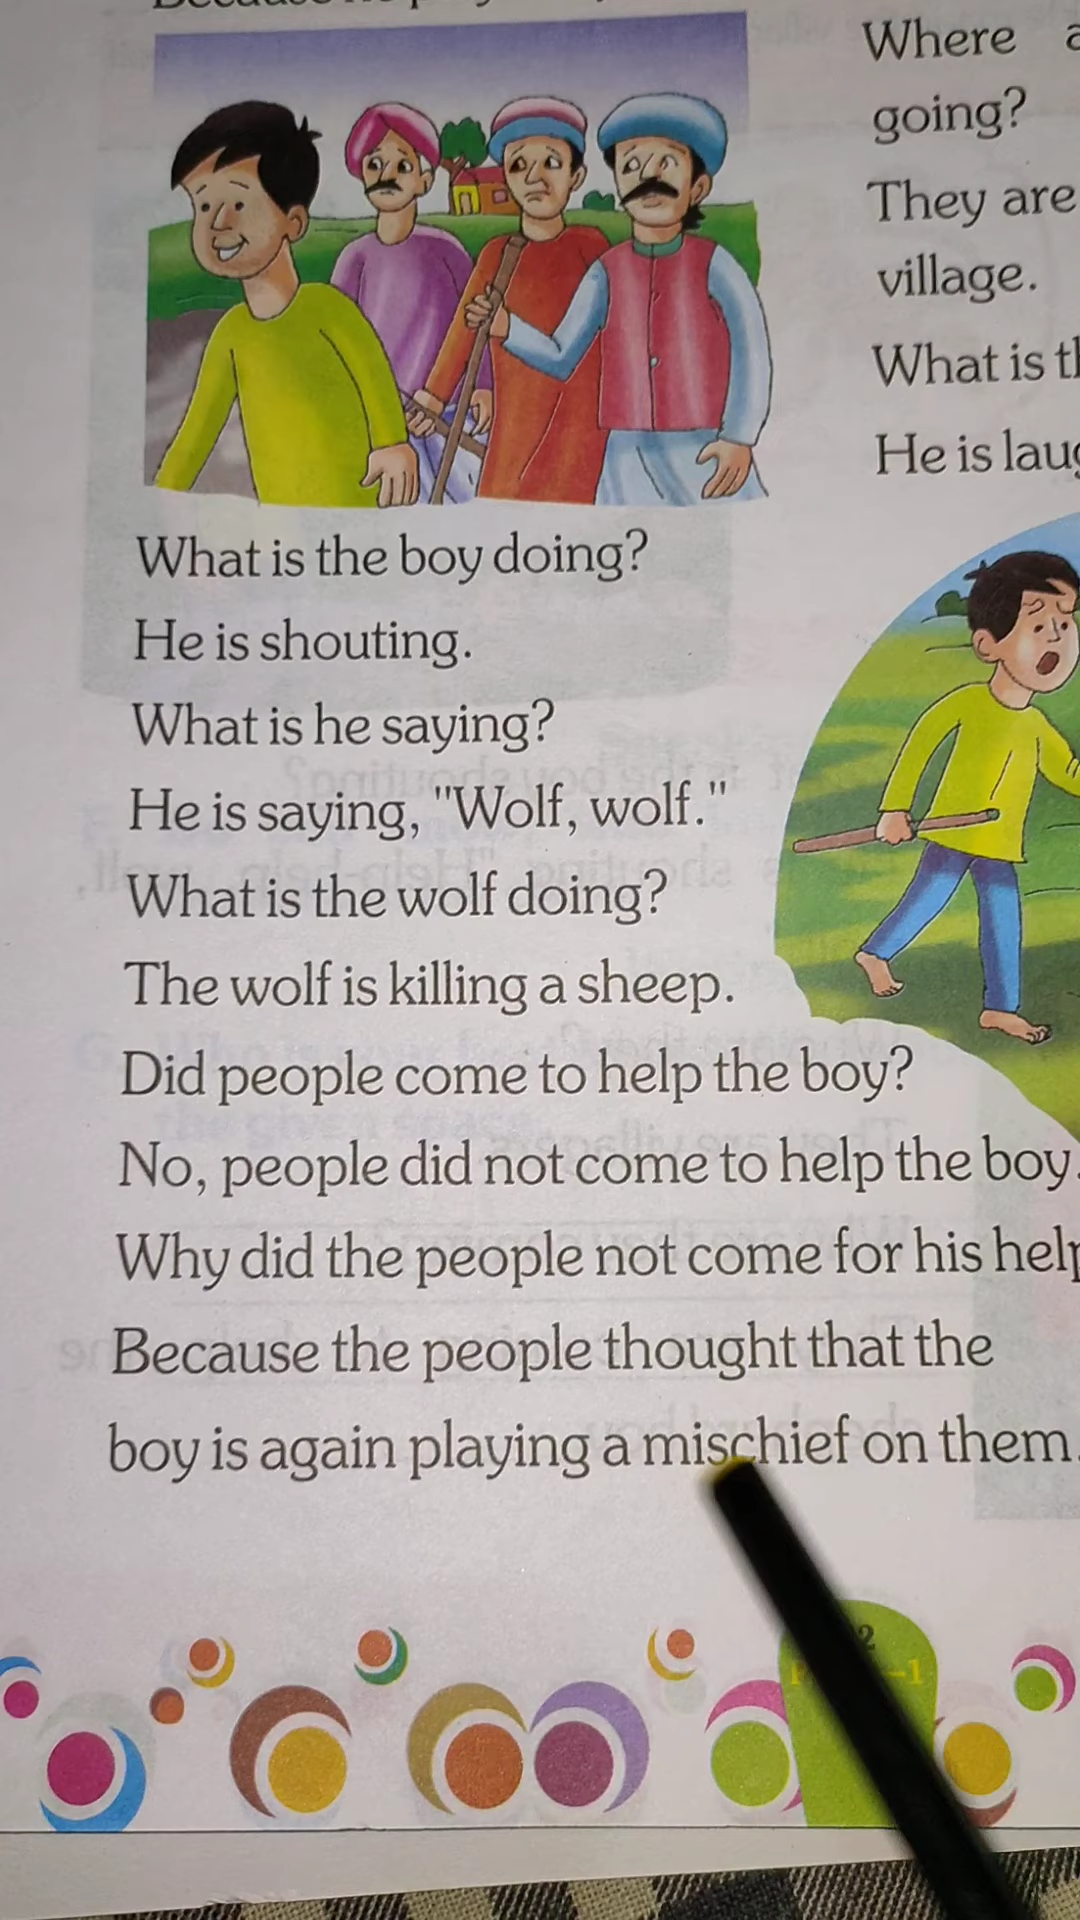 Where
going?
They are
village.
What is
He is
What is the boy doing?
He is shouting.
What is he saying?
He is saying, "Wolf, wolf."
What is the wolf doing?
The wolf is killing a sheep.
Did people come to help the boy?
No, people did not come to help the boy.
Why did the people not come for his
Because the people thought that the
boy is again playing a mischief on them.